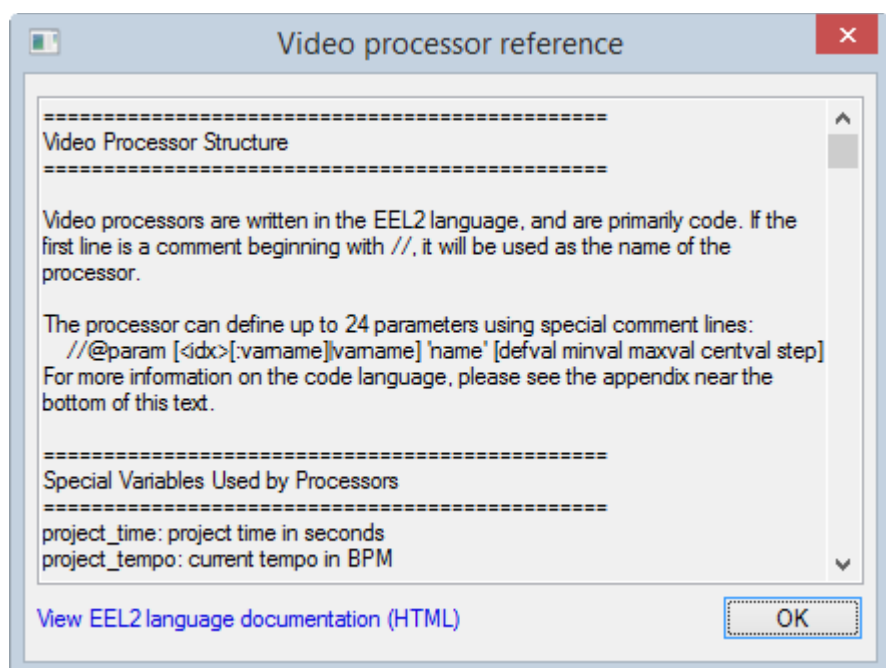 Video processor reference
===============================================
Video Processor Structure
===============================================
Video processors are written in the EEL2 language, and are primarily code. If the
first line is a comment beginning with //, it will be used as the name of the
processor.
The processor can define up to 24 parameters using special comment lines:
//@param [<idx>[:varname]|varname] 'name' [defval minval maxval centval step]
For more information on the code language, please see the appendix near the
bottom of this text.
===============================================
Special Variables Used by Processors
===============================================
project_time: project time in seconds
project_tempo: current tempo in BPM
View EEL2 language documentation (HTML)
OK